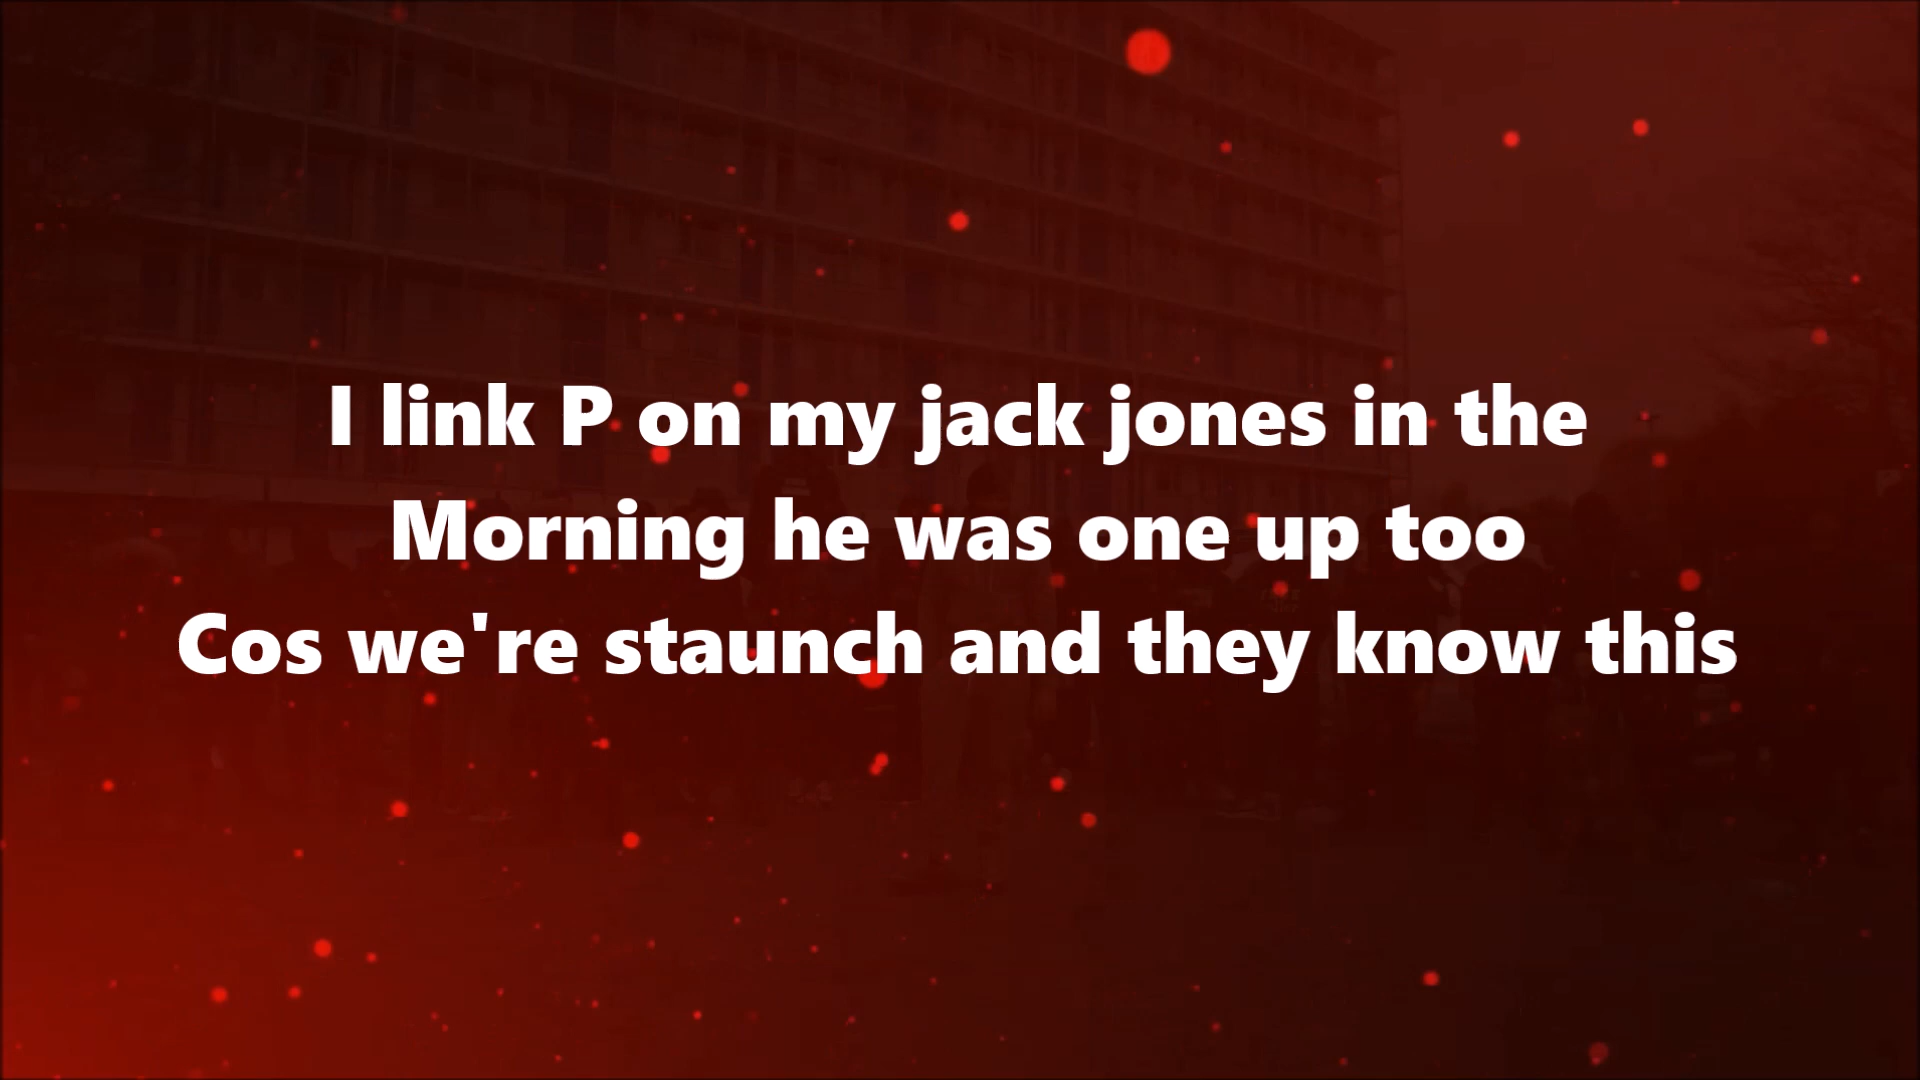 I link P on my jack jones in the
Morning he was one up too
Cos we're staunch and they know this